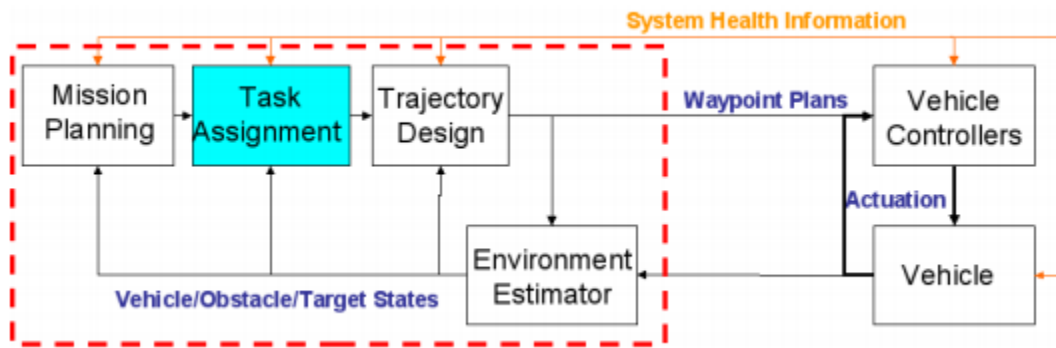 System Health Information
Mission
Planning
Task
Assignment
Trajectory
Design
Waypoint Plans
Vehicle
Controllers
Actuation
Environment
Estimator
Vehicle
Vehicle/Obstacle/Target States